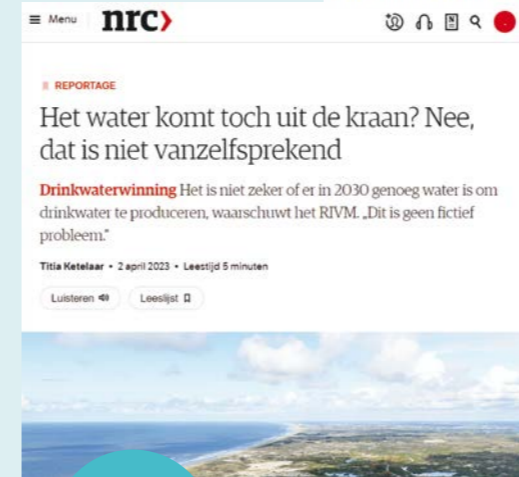 Menu nrc
REPORTAGE
Het water komt toch uit de kraan? Nee,
dat is niet vanzelfsprekend
Drinkwaterwinning Het is niet zeker of er in 2030 genoeg water is om
drinkwater te produceren, waarschuwt het RIVM. „Dit is geen fictief
probleem.”
Titia Ketelaar • 2 april 2023 • Leestijd 5 minuten
Luisteren Leeslijst